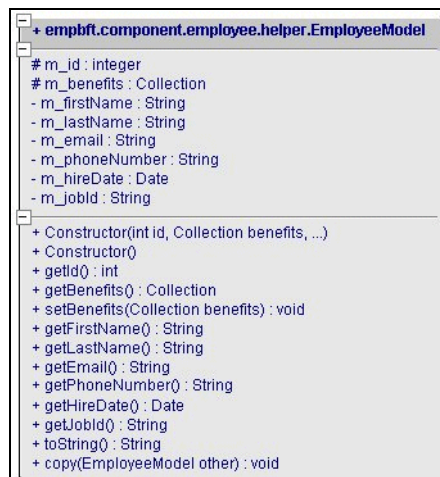 + empbft.component.employee.helper.EmployeeModel
# m_id : integer
# m_benefits : Collection
- m_firstName : String
- m_lastName : String
- m_email : String
- m_phoneNumber : String
- m_hireDate : Date
- m_jobId : String
+ Constructor(int id, Collection benefits, ...)
+ Constructor()
+ getId() : int
+ getBenefits() : Collection
+ setBenefits(Collection benefits) : void
+ getFirstName() : String
+ getLastName() : String
+ getEmail() : String
+ getPhoneNumber() : String
+ getHireDate() : Date
+ getJobId() : String
+ toString() : String
+ copy(EmployeeModel other) : void